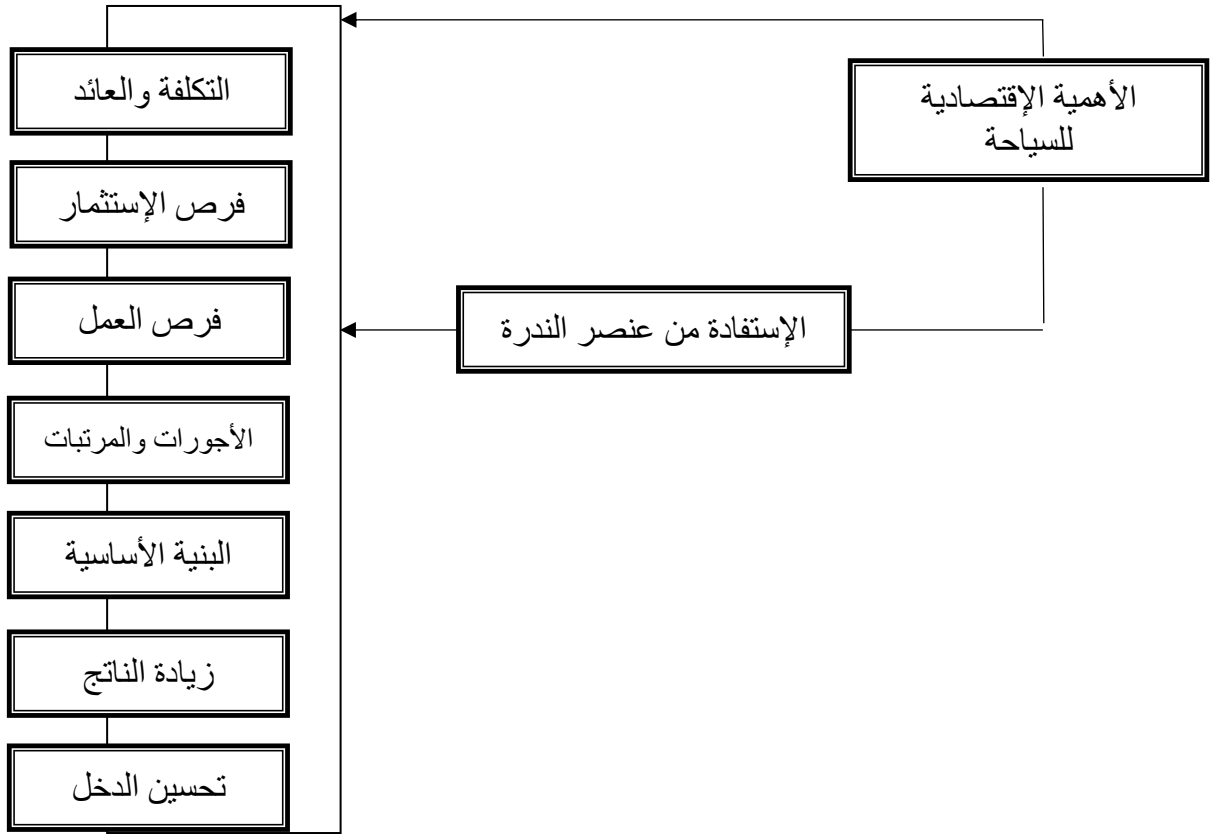 الأهمية الإقتصادية
للسياحة
الإستفادة من عنصر الندرة
التكلفة والعائد
فرص الإستثمار
فرص العمل
الأجورات والمرتبات
البنية الأساسية
زيادة الناتج
تحسين الدخل